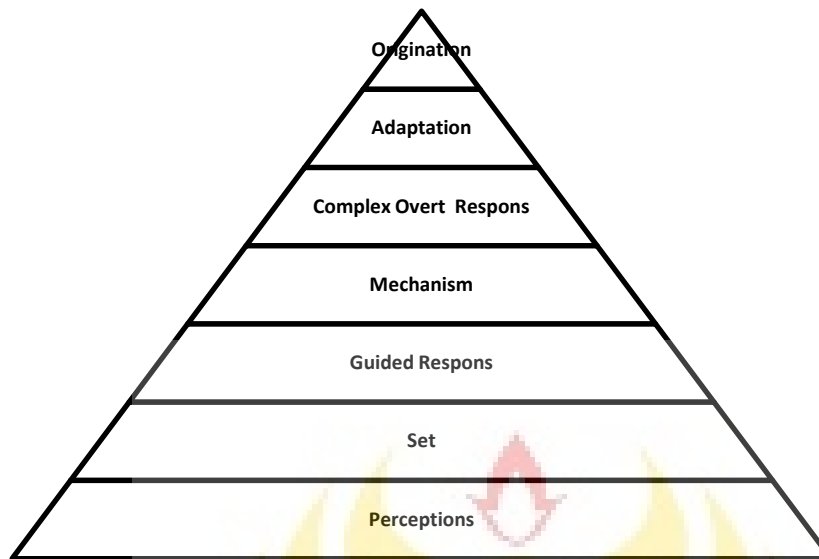 Origination
Adaptation
Complex Overt Respons
Mechanism
Guided Respons
Set
Perceptions